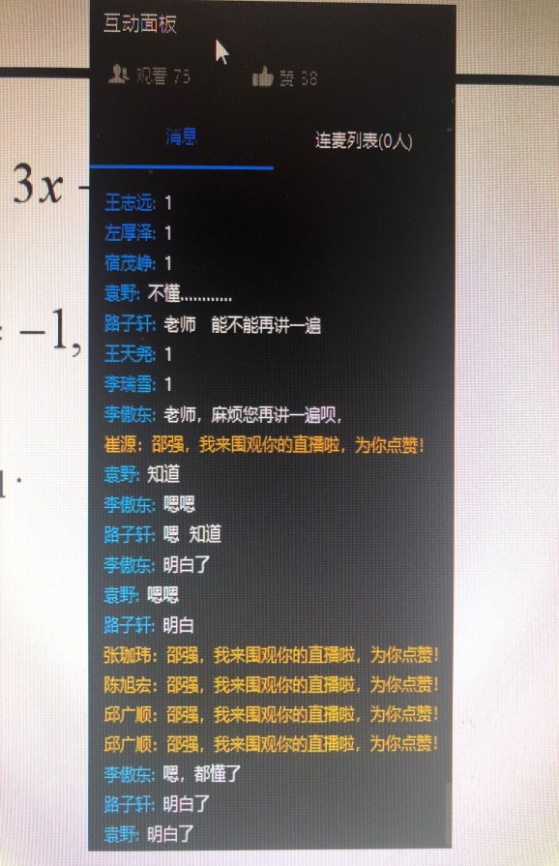 互动面板
观看 75 赞 68
消息 连麦列表(0人)
3x -
王志远: 1
左厚泽: 1
宿茂峥: 1
袁野: 不懂............
= -1,
路子轩: 老师 能不能再讲一遍
王天尧: 1
李瑞雪: 1
李傲东: 老师，麻烦您再讲一遍呗,
崔源: 邵强，我来围观你的直播啦，为你点赞!
袁野: 知道
李傲东: 嗯嗯
路子轩: 嗯 知道
李傲东: 明白了
袁野: 嗯嗯
路子轩: 明白
张珈玮: 邵强，我来围观你的直播啦，为你点赞!
陈旭宏: 邵强，我来围观你的直播啦，为你点赞!
邱广顺: 邵强，我来围观你的直播啦，为你点赞!
邱广顺: 邵强，我来围观你的直播啦，为你点赞!
李傲东: 嗯，都懂了
路子轩: 明白了
袁野: 明白了